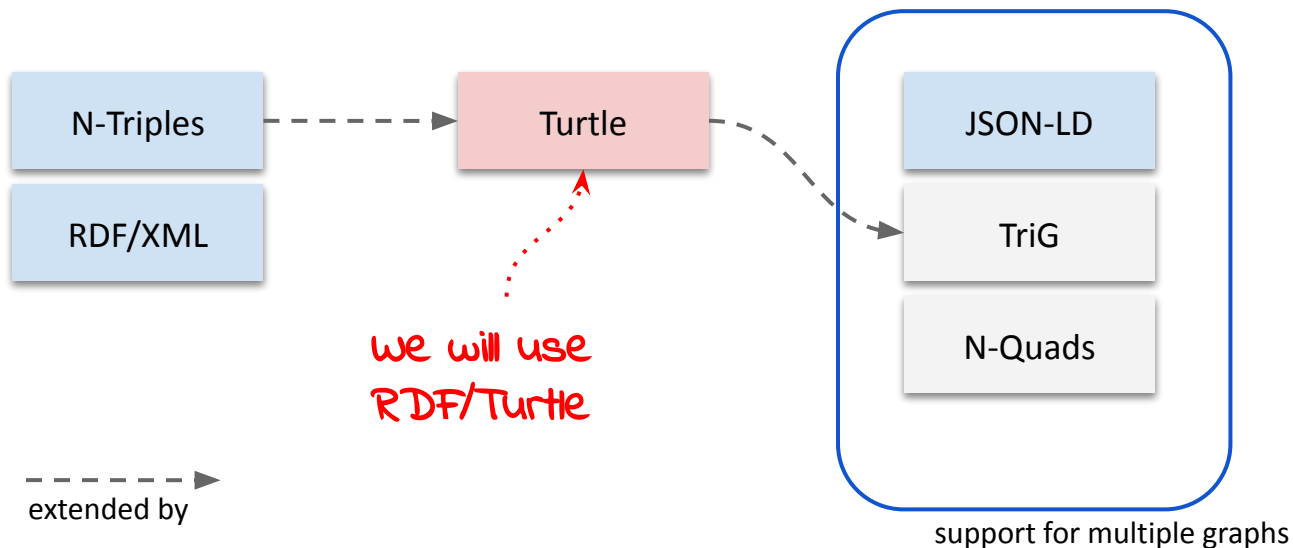 N-Triples
Turtle
JSON-LD
RDF/XML
TriG
N-Quads
we will use
RDF/Turtle
extended by
support for multiple graphs